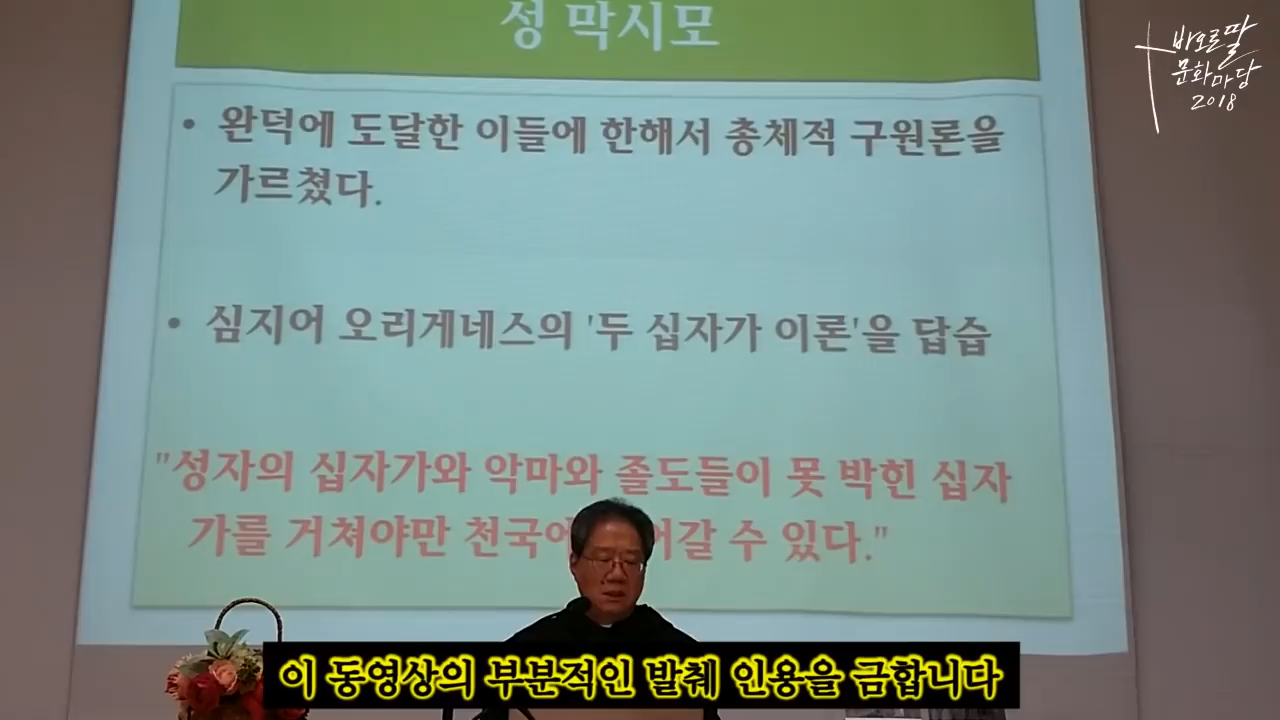 성 막시모
바오로딸
문화마당
2018
• 완덕에 도달한 이들에 한해서 총체적 구원론을
가르쳤다.
• 심지어 오리게네스의 '두 십자가 이론'을 답습
"성자의 십자가와 악마와 졸도들이 못 박힌 십자
가를 거쳐야만 천국에 어갈 수 있다."
이 동영상의 부분적인 발췌 인용을 금합니다